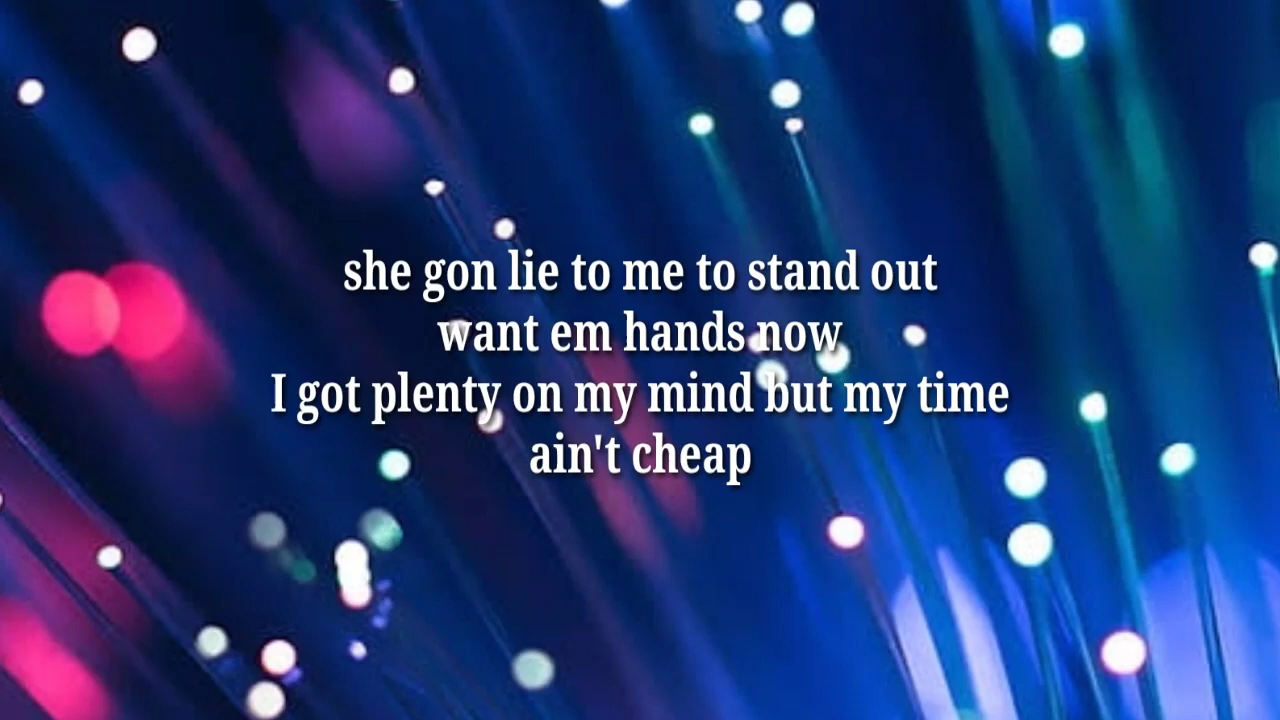 she gon lie to me to stand out
want em hands now
I got plenty on my mind but my time
ain't cheap